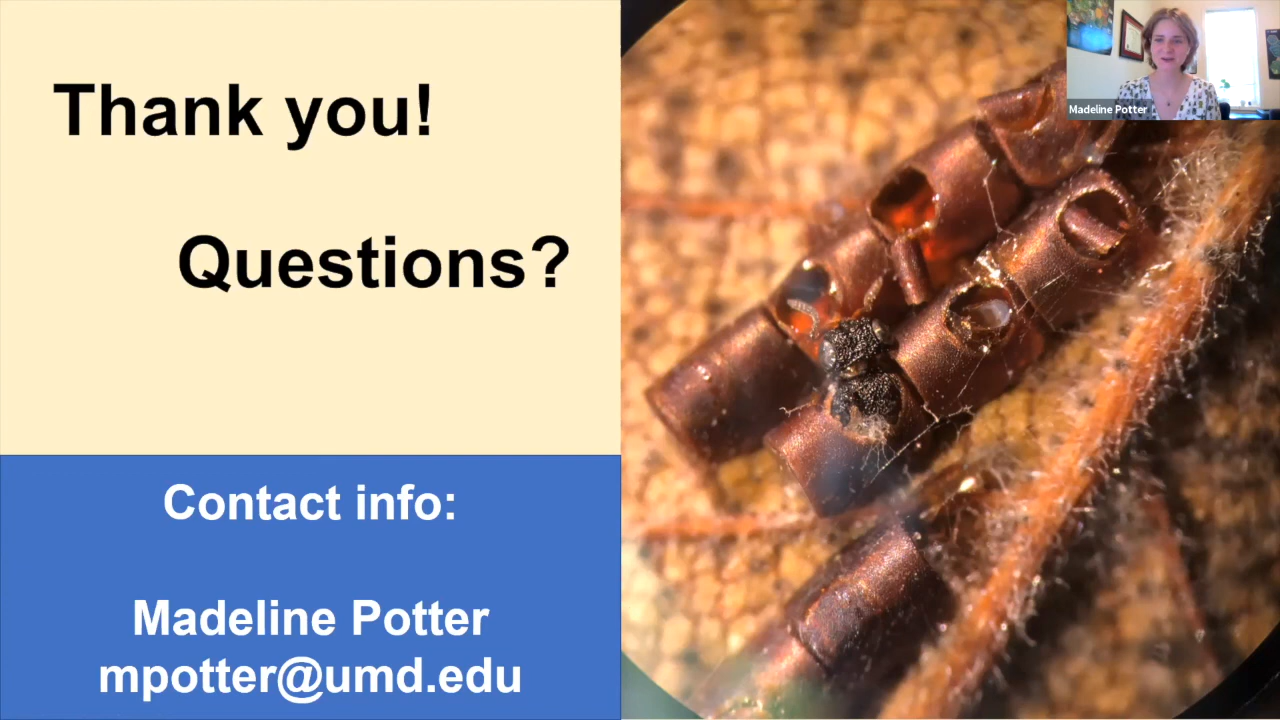 Thank you!
Questions?
Contact info:
Madeline Potter
mpotter@umd.edu
Madeline Potter